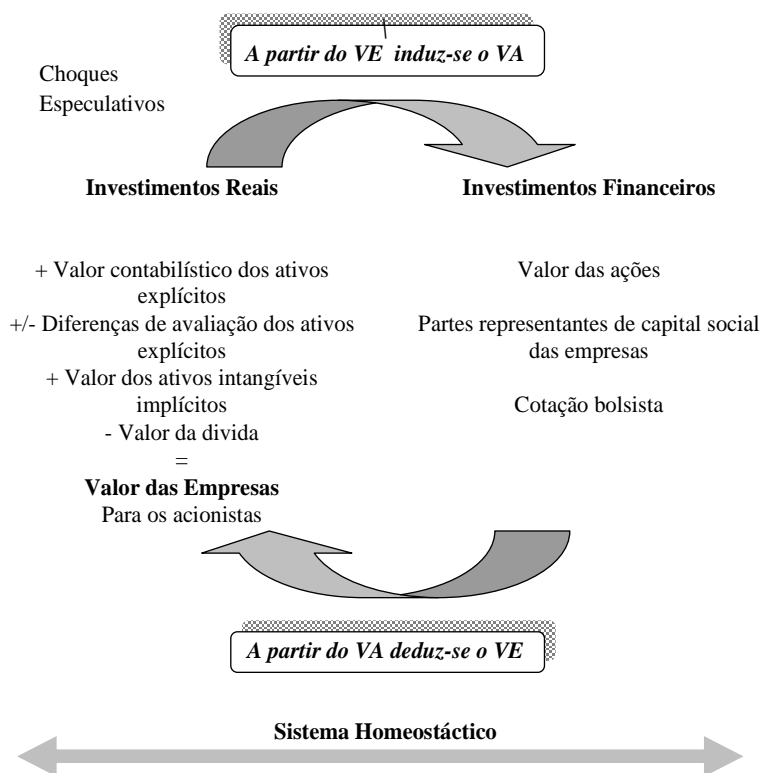 A partir do VE induz-se o VA
Choques
Especulativos
Investimentos Reais
Investimentos Financeiros
+ Valor contabilístico dos ativos
explícitos
+/- Diferenças de avaliação dos ativos
explícitos
+ Valor dos ativos intangíveis
implícitos
- Valor da divida
=
Valor das Empresas
Para os acionistas
Valor das ações
Partes representantes de capital social
das empresas
Cotação bolsista
A partir do VA deduz-se o VE
Sistema Homeostáctico